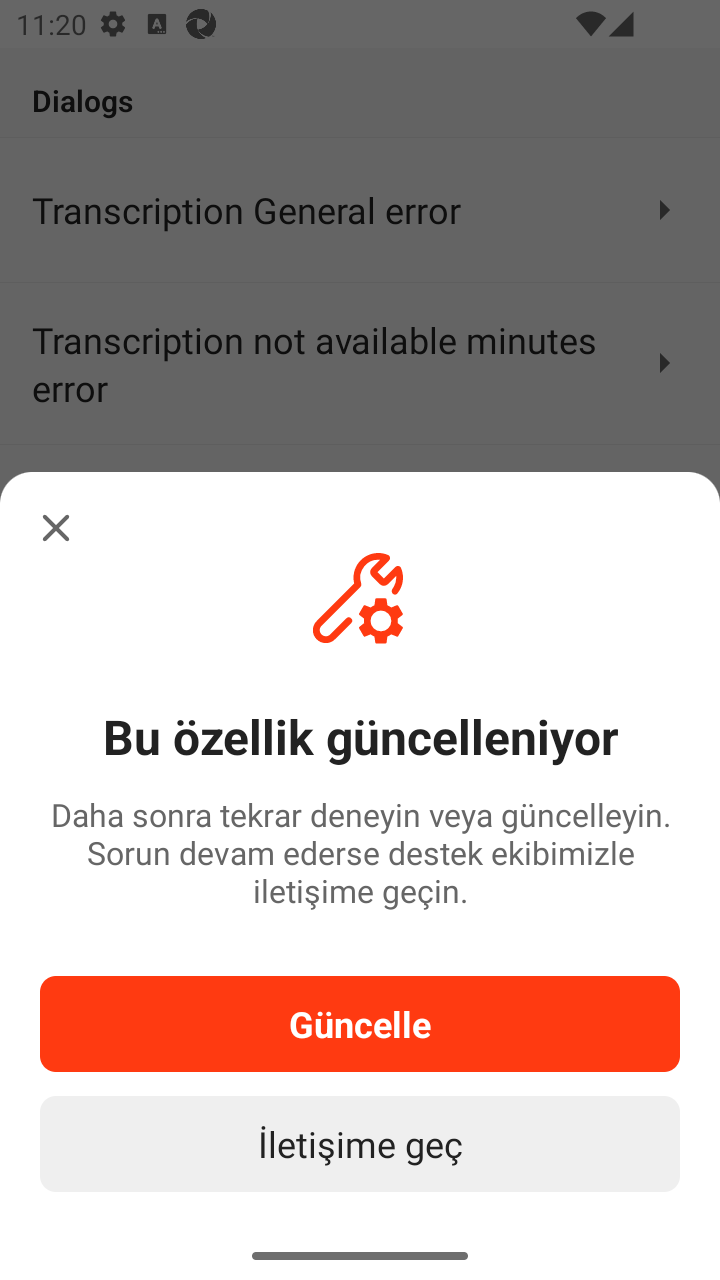 11:20
Dialogs
Transcription General error
Transcription not available minutes
error
Bu özellik güncelleniyor
Daha sonra tekrar deneyin veya güncelleyin.
Sorun devam ederse destek ekibimizle
iletişime geçin.
Güncelle
İletişime geç